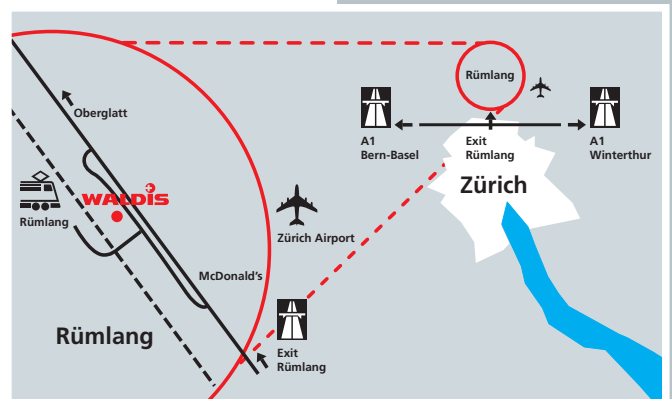 Oberglatt
WALDIS
Rümlang
Zürich Airport
McDonald's
Rümlang
Exit
Rümlang
Rümlang
A1
Bern-Basel
Exit
Rümlang
A1
Winterthur
Zürich